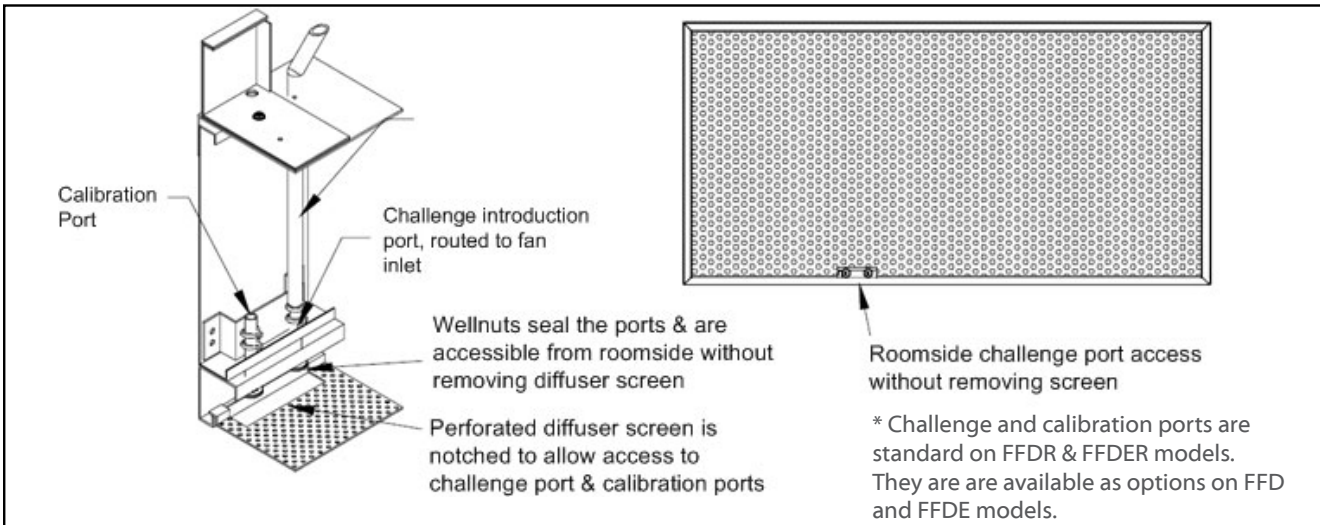 Calibration
Port
Challenge introduction
port, routed to fan
inlet
Wellnuts seal the ports & are
accessible from roomside without
removing diffuser screen
Perforated diffuser screen is
notched to allow access to
challenge port & calibration ports
Roomside challenge port access
without removing screen
* Challenge and calibration ports are
standard on FFDR & FFDER models.
They are are available as options on FFD
and FFDE models.